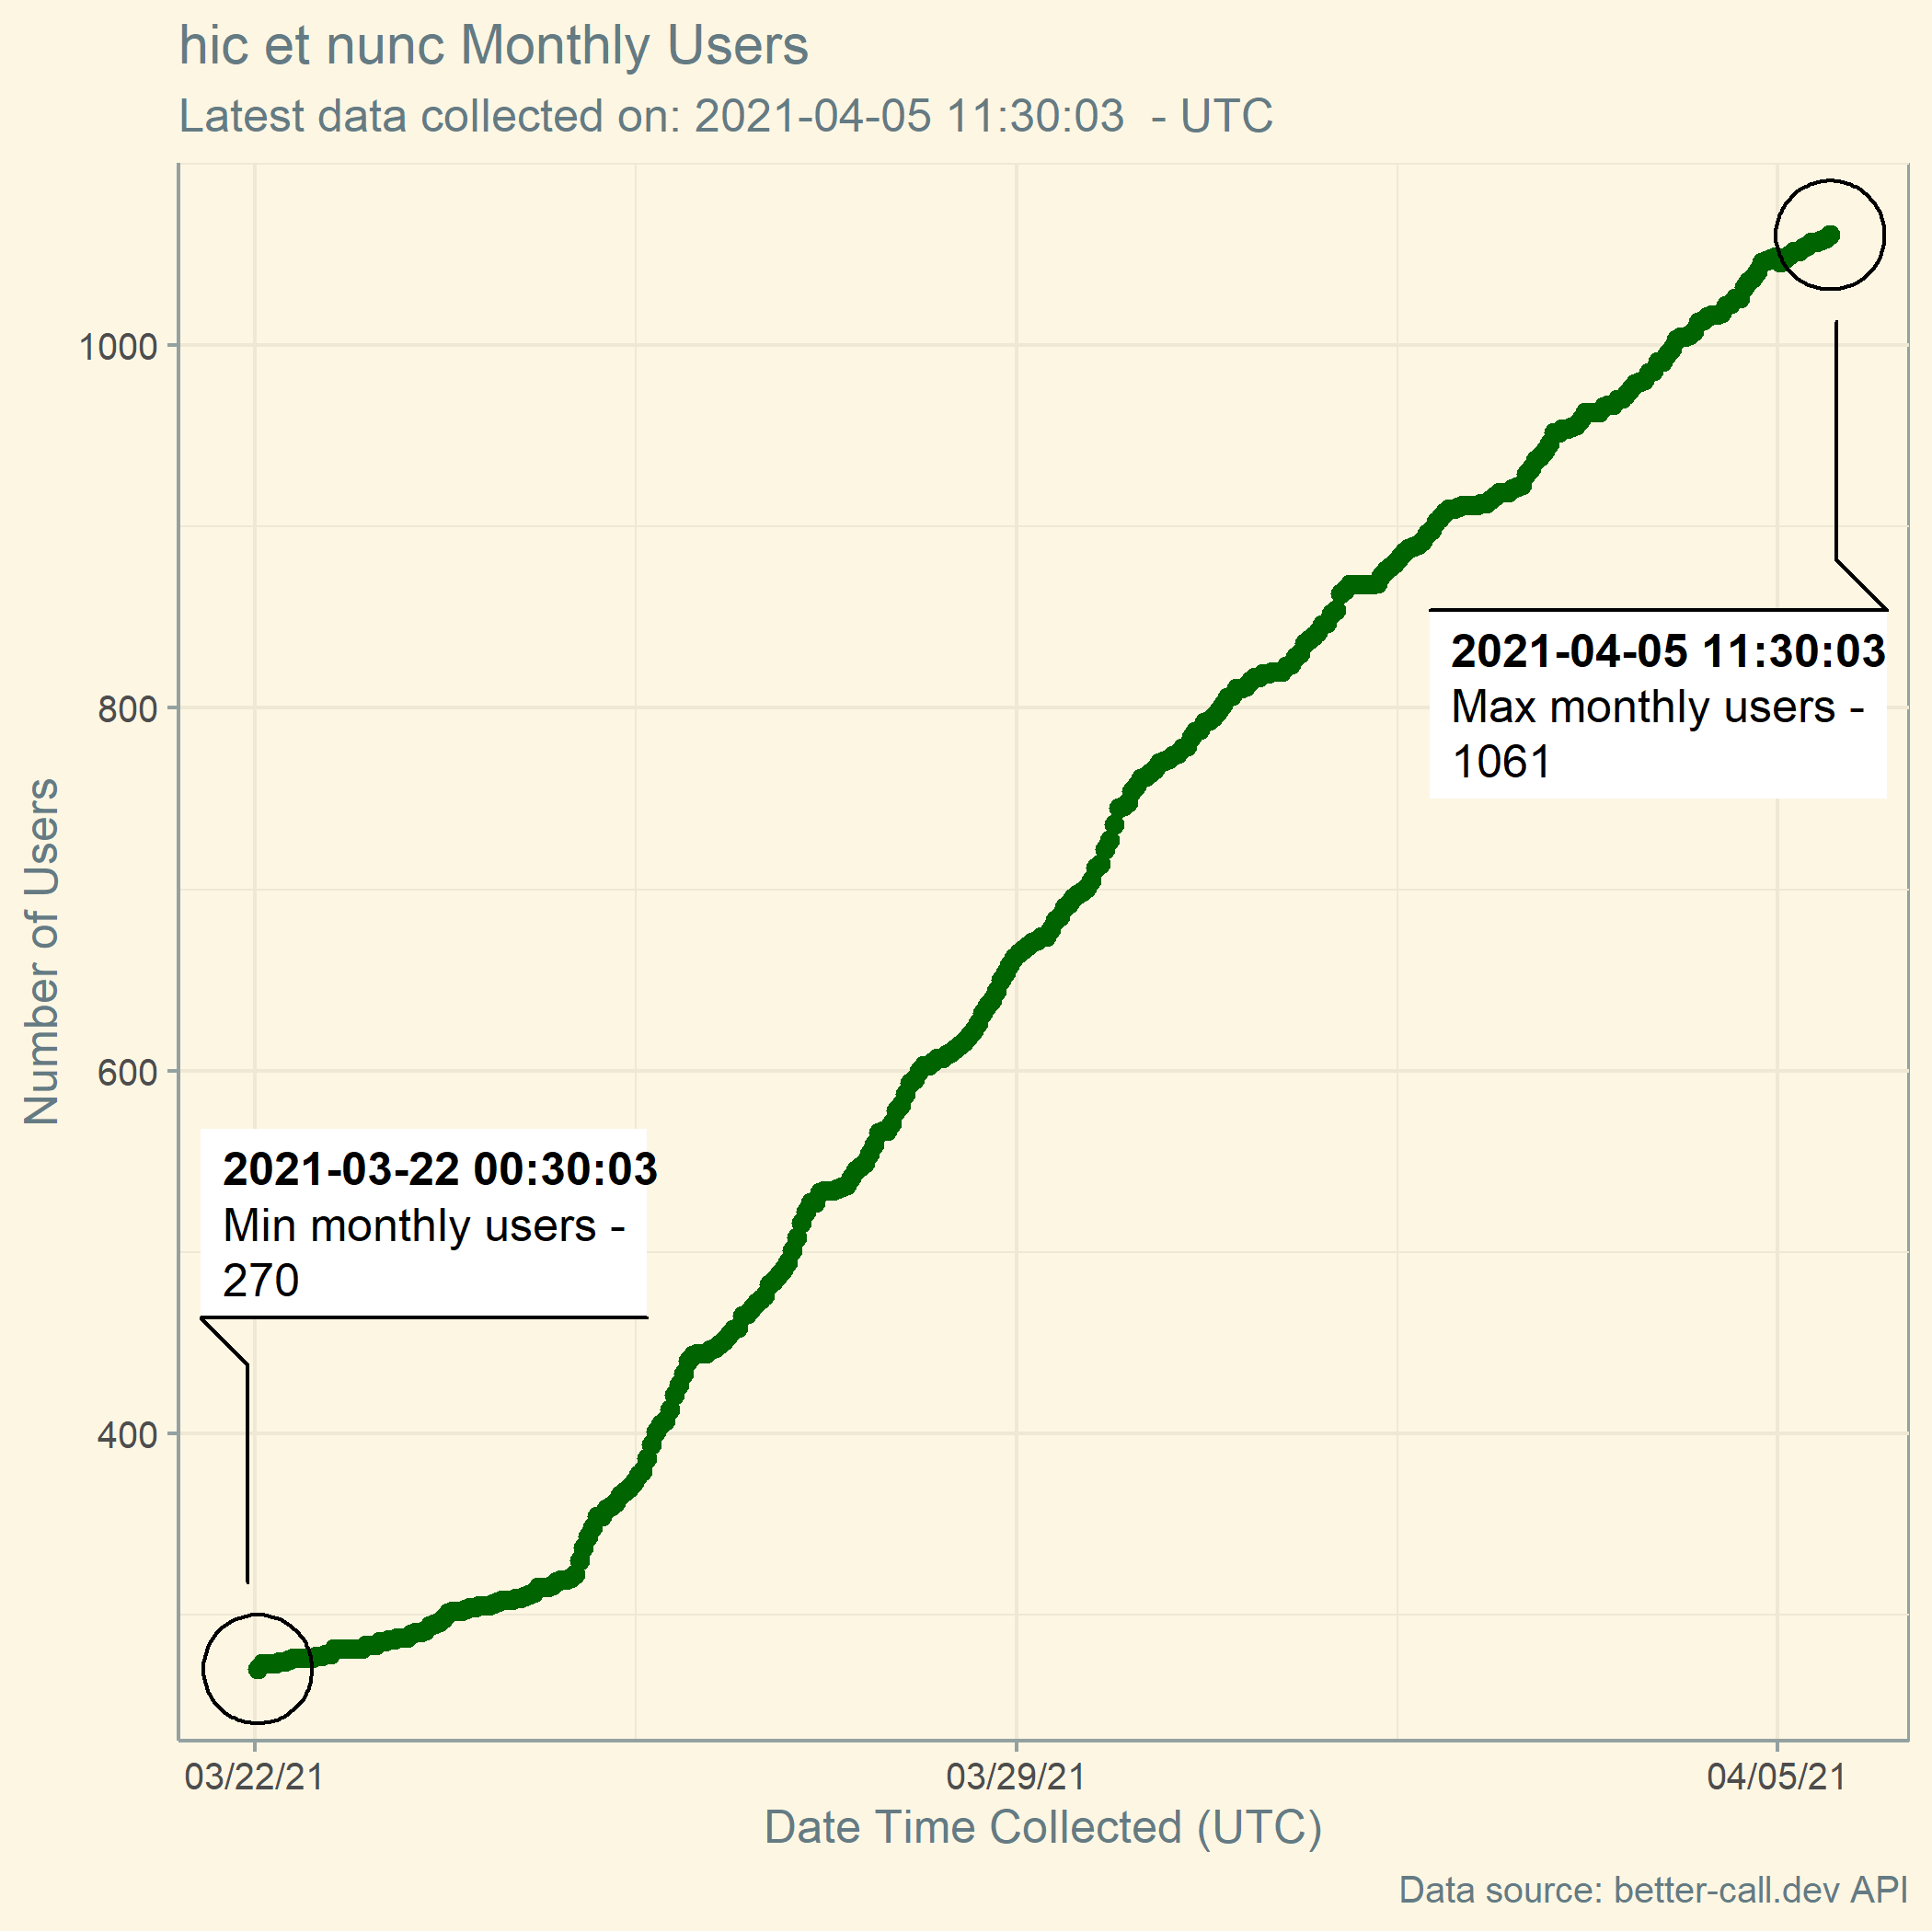 hic et nunc Monthly Users
Latest data collected on: 2021-04-05 11:30:03  - UTC
Number of Users
1000
800
600
400
2021-04-05 11:30:03
Max monthly users -
1061
2021-03-22 00:30:03
Min monthly users -
270
03/22/21
03/29/21
04/05/21
Date Time Collected (UTC)
Data source: better-call.dev API